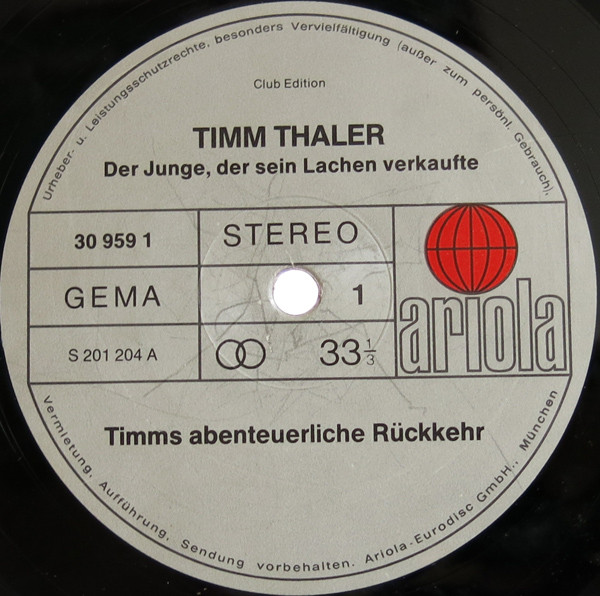 Urheber- u. Leistungsschutzrechte, besonders Vervielfältigung (außer zum persönl. Gebrauch),
Club Edition
TIMM THALER
Der Junge, der sein Lachen verkaufte
30 959 1
STEREO
GEMA
1
ariola
S 201 204 A
33 1/3
Timms abenteuerliche Rückkehr
Vermietung, Aufführung, Sendung vorbehalten. Ariola-Eurodisc GmbH., München